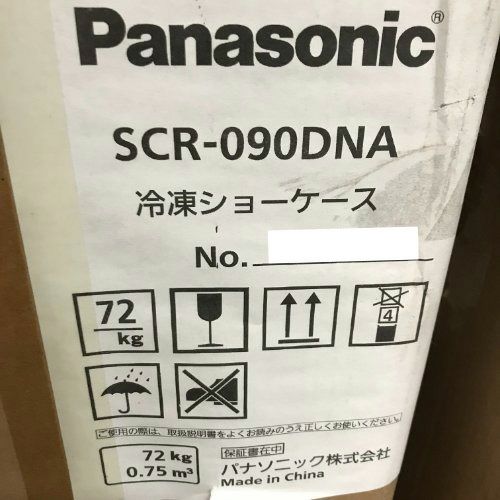 Panasonic®
SCR-090DNA
冷凍ショーケース
No.
72
kg
4
ご使用の際は、取扱説明書をよくお読みのうえ正しくお使いください。
72 kg
0.75 m³
保証書在中
パナソニック株式会社
Made in China